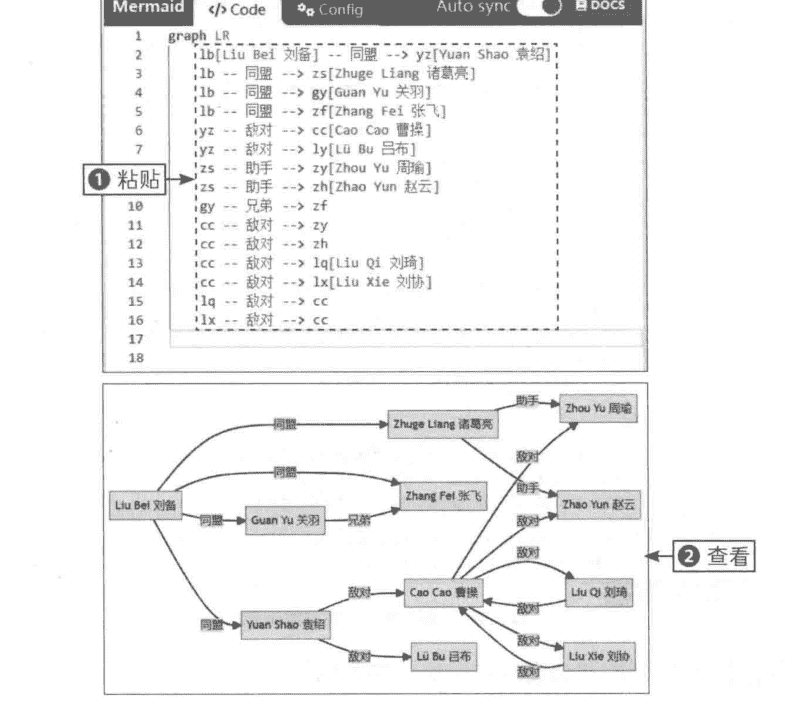 Mermaid </> Code Config Auto sync DOCS
1 graph LR
2 lb[Liu Bei 刘备] -- 同盟 --> yz[Yuan Shao 袁绍]
3 lb -- 同盟 --> zs[Zhuge Liang 诸葛亮]
4 lb -- 同盟 --> gy[Guan Yu 关羽]
5 lb -- 同盟 --> zf[Zhang Fei 张飞]
6 yz -- 敌对 --> cc[Cao Cao 曹操]
7 yz -- 敌对 --> ly[Lü Bu 吕布]
zs -- 助手 --> zy[Zhou Yu 周瑜]
❶ 粘贴
zs -- 助手 --> zh[Zhao Yun 赵云]
10 gy -- 兄弟 --> zf
11 cc -- 敌对 --> zy
12 cc -- 敌对 --> zh
13 cc -- 敌对 --> lq[Liu Qi 刘琦]
14 cc -- 敌对 --> lx[Liu Xie 刘协]
15 lq -- 敌对 --> cc
16 lx -- 敌对 --> cc
17
18
助手
Zhou Yu 周瑜
同盟
Zhuge Liang 诸葛亮
敌对
同盟
助手
Zhang Fei 张飞
Liu Bei 刘备
Zhao Yun 赵云
同盟
Guan Yu 关羽
兄弟
敌对
敌对
❷ 查看
敌对
Cao Cao 曹操
Liu Qi 刘琦
敌对
同盟
Yuan Shao 袁绍
敌对
敌对
Lü Bu 吕布
Liu Xie 刘协
敌对